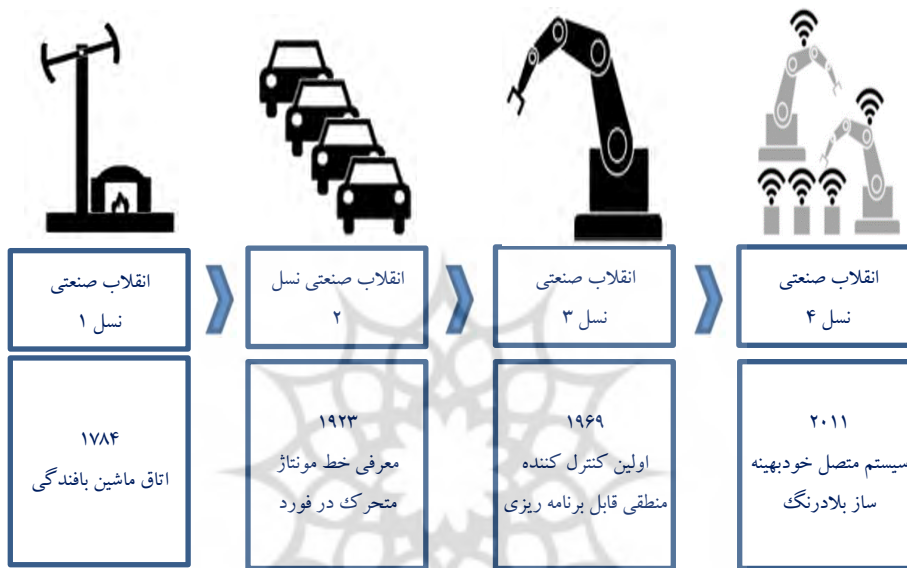 انقلاب صنعتی
نسل ۱
انقلاب صنعتی نسل
۲
انقلاب صنعتی
نسل ۳
انقلاب صنعتی
نسل ۴
۱۷۸۴
اتاق ماشین بافندگی
۱۹۲۳
معرفی خط مونتاژ
متحرک در فورد
۱۹۶۹
اولین کنترل کننده
منطقی قابل برنامه ریزی
۲۰۱۱
سیستم متصل خودبهینه
ساز بلادرنگ